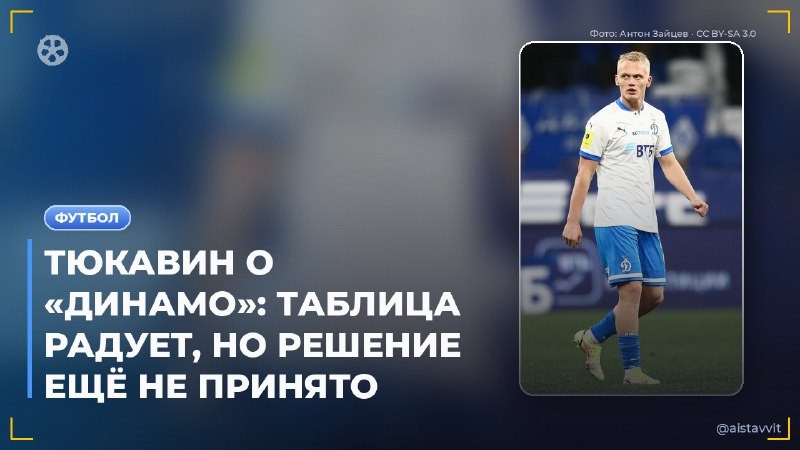 Фото: Антон Зайцев · CC BY-SA 3.0
ФУТБОЛ
ТЮКАВИН О
«ДИНАМО»: ТАБЛИЦА
РАДУЕТ, НО РЕШЕНИЕ
ЕЩЁ НЕ ПРИНЯТО
ВТБ
@aistavvit